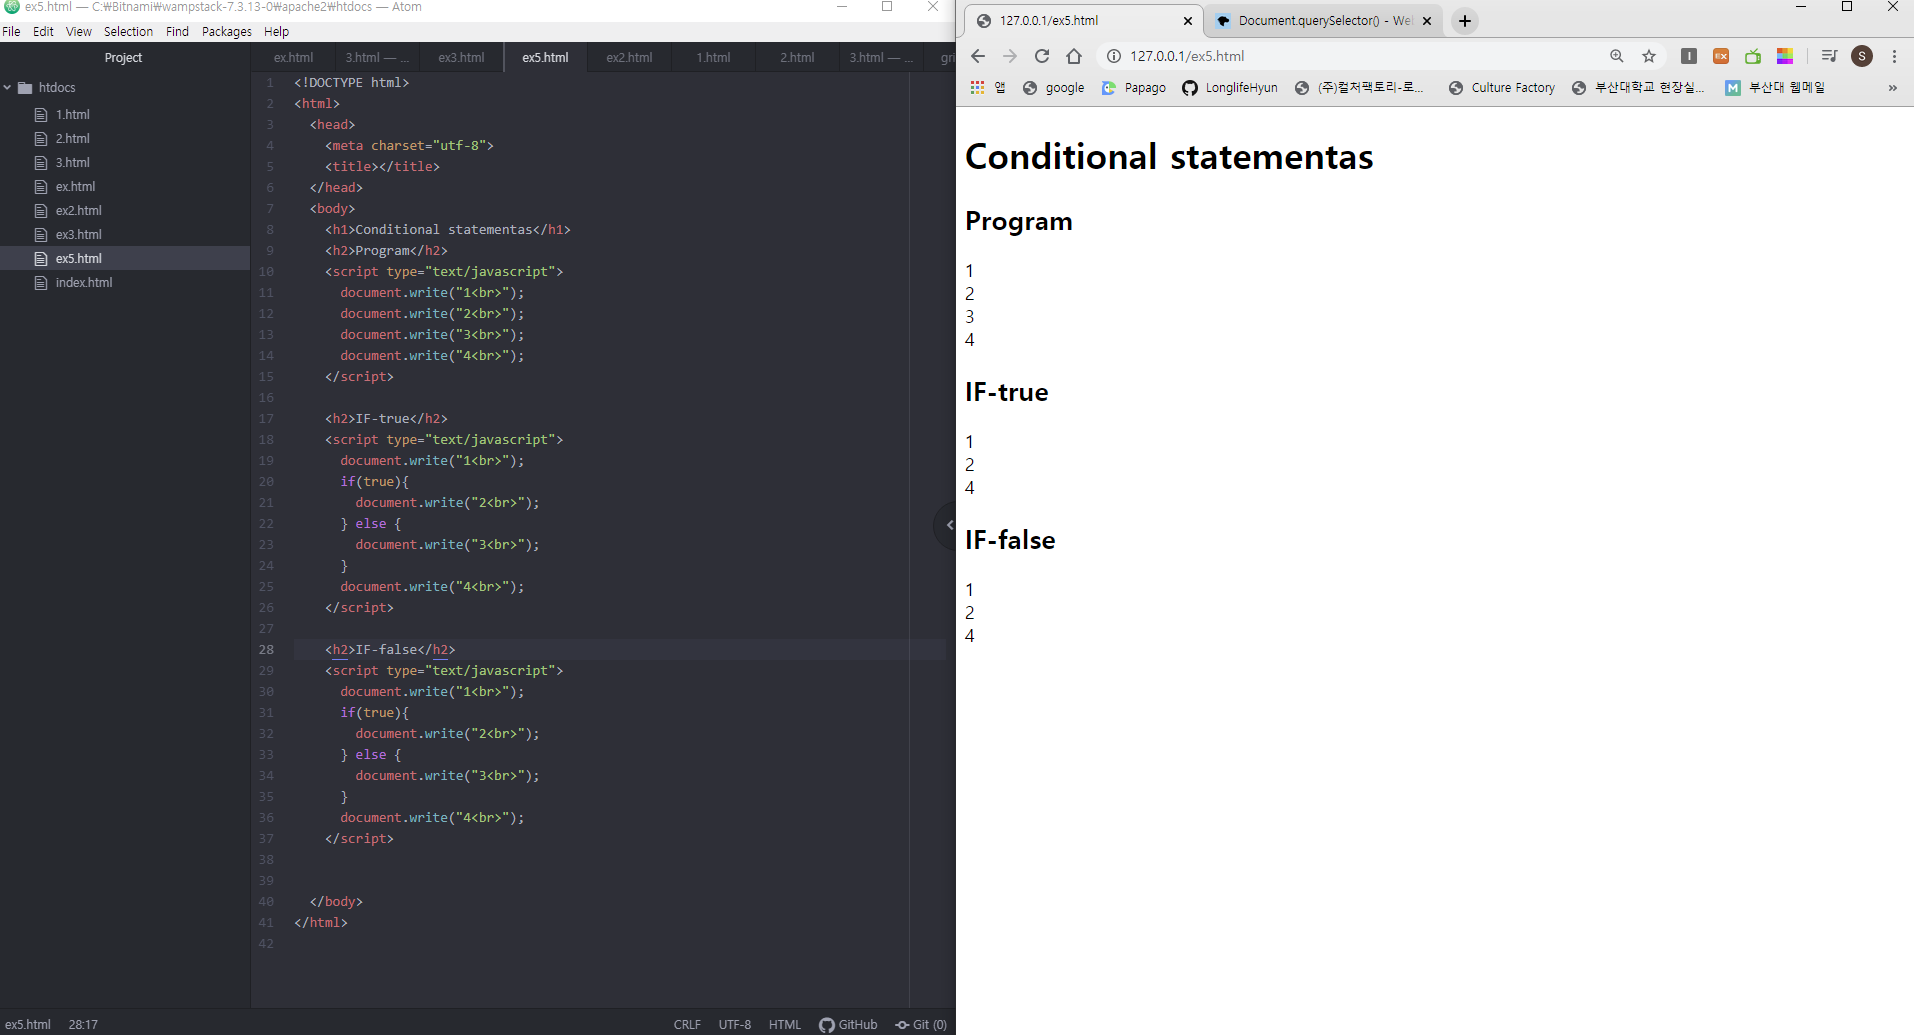 ex5.html — C:₩Bitnami₩wampstack-7.3.13-0₩apache2₩htdocs — Atom
File Edit View Selection Find Packages Help
Project
htdocs
1.html
2.html
3.html
ex.html
ex2.html
ex3.html
ex5.html
index.html
ex.html 3.html — ... ex3.html ex5.html ex2.html 1.html 2.html 3.html — ... gri
1 <!DOCTYPE html>
2 <html>
3 <head>
4 <meta charset="utf-8">
5 <title></title>
6 </head>
7 <body>
8 <h1>Conditional statementas</h1>
9 <h2>Program</h2>
10 <script type="text/javascript">
11 document.write("1<br>");
12 document.write("2<br>");
13 document.write("3<br>");
14 document.write("4<br>");
15 </script>
16
17 <h2>IF-true</h2>
18 <script type="text/javascript">
19 document.write("1<br>");
20 if(true){
21 document.write("2<br>");
22 } else {
23 document.write("3<br>");
24 }
25 document.write("4<br>");
26 </script>
27
28 <h2>IF-false</h2>
29 <script type="text/javascript">
30 document.write("1<br>");
31 if(true){
32 document.write("2<br>");
33 } else {
34 document.write("3<br>");
35 }
36 document.write("4<br>");
37 </script>
38
39
40 </body>
41 </html>
42
ex5.html 28:17 CRLF UTF-8 HTML GitHub Git (0)
127.0.0.1/ex5.html Document.querySelector() - We
127.0.0.1/ex5.html EX S
앱 google Papago LonglifeHyun (주)컬처팩토리-로... Culture Factory 부산대학교 현장실... M 부산대 웹메일 »
Conditional statementas
Program
1
2
3
4
IF-true
1
2
4
IF-false
1
2
4